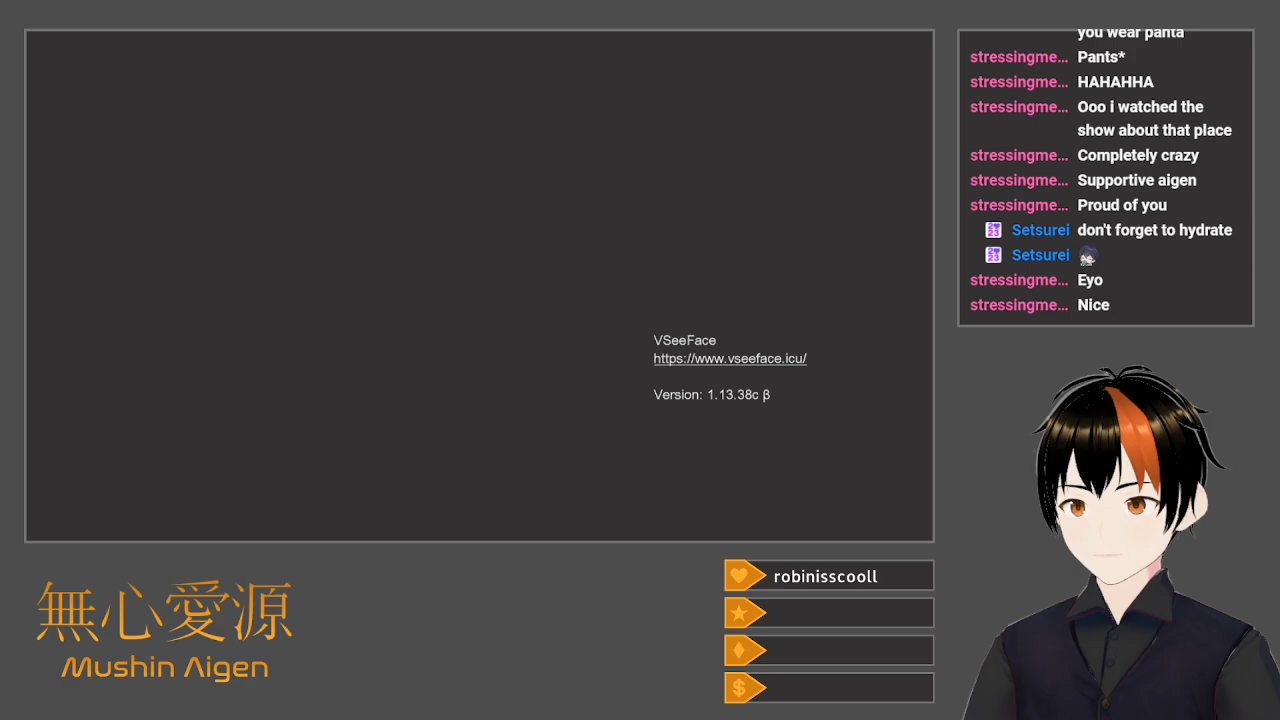 you wear panta
stressingme... Pants*
stressingme... HAHAHHA
stressingme... Ooo i watched the
show about that place
stressingme... Completely crazy
stressingme... Supportive aigen
stressingme... Proud of you
Setsurei don't forget to hydrate
Setsurei
stressingme... Eyo
stressingme... Nice
VSeeFace
https://www.vseeface.icu/
Version: 1.13.38c β
robinisscooll
$
無心愛源
Mushin Aigen